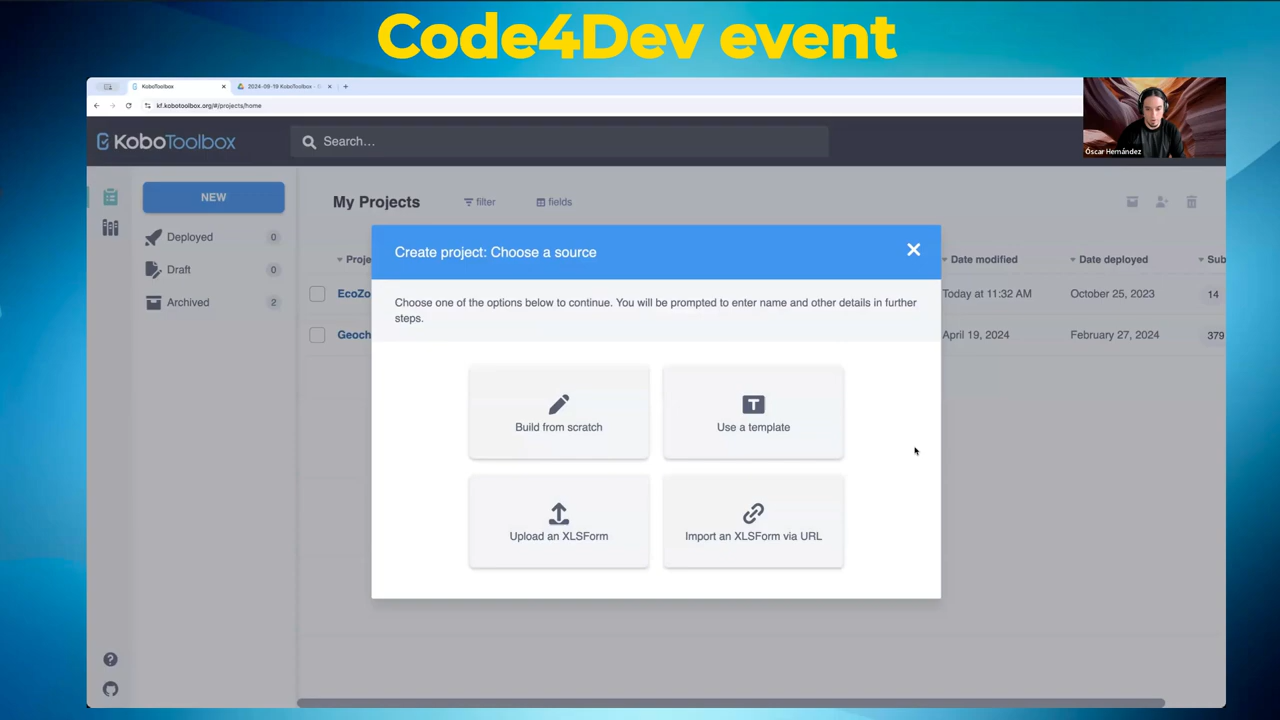 Code4Dev event
KoboToolbox
2024-09-19 KoboToolbox - 
kf.kobotoolbox.org/#/projects/home
KoboToolbox
Search…
Óscar Hernández
NEW
My Projects
filter
fields
Deployed 0
Draft 0
Archived 2
Proje
Date modified
Date deployed
Sub
EcoZo
Today at 11:32 AM
October 25, 2023
14
Geoch
April 19, 2024
February 27, 2024
379
Create project: Choose a source
Choose one of the options below to continue. You will be prompted to enter name and other details in further
steps.
Build from scratch
Use a template
Upload an XLSForm
Import an XLSForm via URL